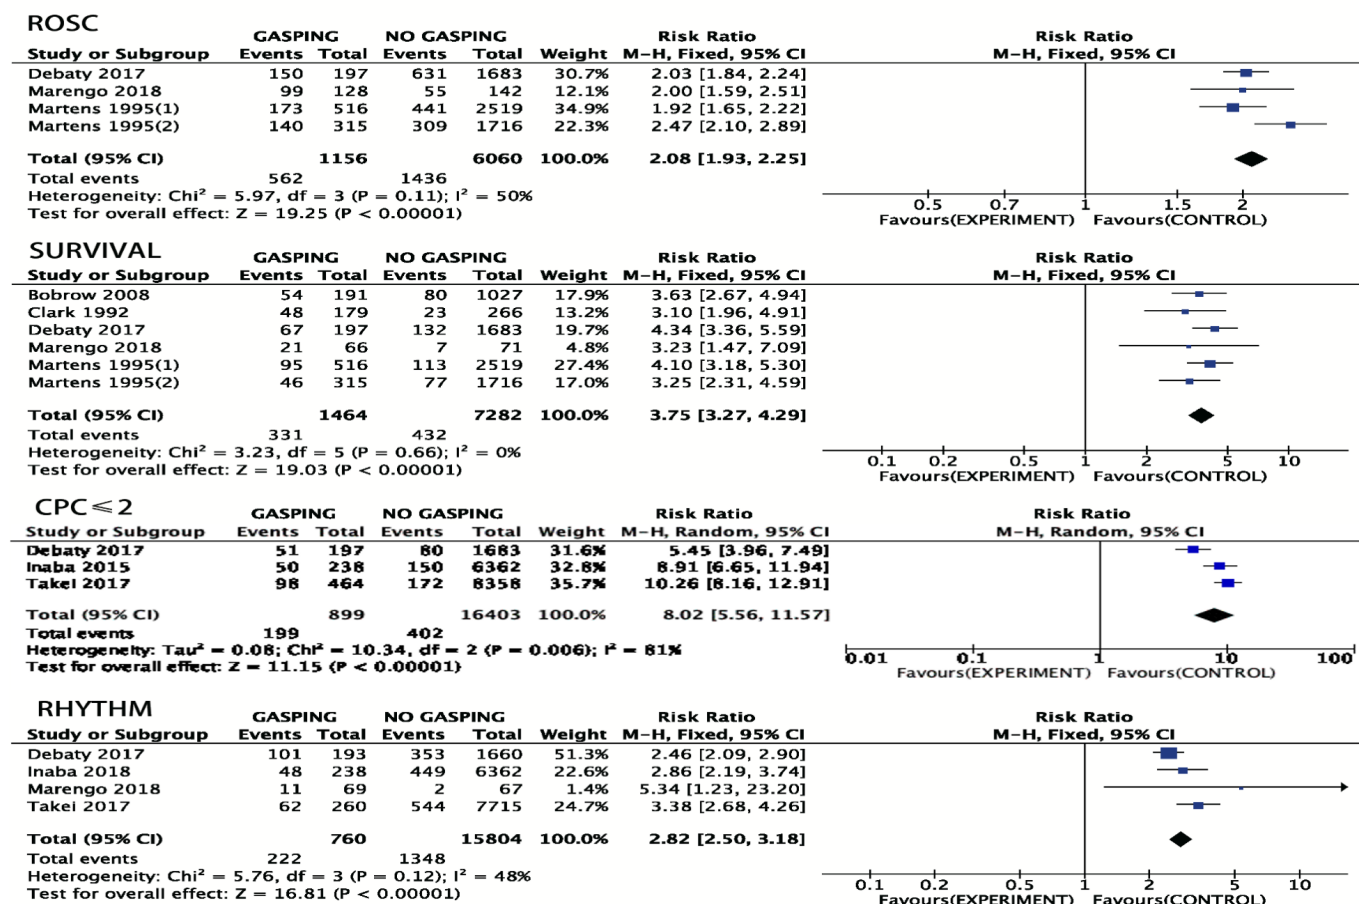 ROSC
GASPING NO GASPING Risk Ratio Risk Ratio
Study or Subgroup Events Total Events Total Weight M-H, Fixed, 95% CI M-H, Fixed, 95% CI
Debaty 2017 150 197 631 1683 30.7% 2.03 [1.84, 2.24]
Marengo 2018 99 128 55 142 12.1% 2.00 [1.59, 2.51]
Martens 1995(1) 173 516 441 2519 34.9% 1.92 [1.65, 2.22]
Martens 1995(2) 140 315 309 1716 22.3% 2.47 [2.10, 2.89]
Total (95% CI) 1156 6060 100.0% 2.08 [1.93, 2.25]
Total events 562 1436
Heterogeneity: Chi² = 5.97, df = 3 (P = 0.11); I² = 50%
Test for overall effect: Z = 19.25 (P < 0.00001)
0.5 0.7 1 1.5 2
Favours(EXPERIMENT) Favours(CONTROL)
SURVIVAL
GASPING NO GASPING Risk Ratio Risk Ratio
Study or Subgroup Events Total Events Total Weight M-H, Fixed, 95% CI M-H, Fixed, 95% CI
Bobrow 2008 54 191 80 1027 17.9% 3.63 [2.67, 4.94]
Clark 1992 48 179 23 266 13.2% 3.10 [1.96, 4.91]
Debaty 2017 67 197 132 1683 19.7% 4.34 [3.36, 5.59]
Marengo 2018 21 66 7 71 4.8% 3.23 [1.47, 7.09]
Martens 1995(1) 95 516 113 2519 27.4% 4.10 [3.18, 5.30]
Martens 1995(2) 46 315 77 1716 17.0% 3.25 [2.31, 4.59]
Total (95% CI) 1464 7282 100.0% 3.75 [3.27, 4.29]
Total events 331 432
Heterogeneity: Chi² = 3.23, df = 5 (P = 0.66); I² = 0%
Test for overall effect: Z = 19.03 (P < 0.00001)
0.1 0.2 0.5 1 2 5 10
Favours(EXPERIMENT) Favours(CONTROL)
CPC⩽2
GASPING NO GASPING Risk Ratio Risk Ratio
Study or Subgroup Events Total Events Total Weight M-H, Random, 95% CI M-H, Random, 95% CI
Debaty 2017 51 197 80 1683 31.6% 5.45 [3.96, 7.49]
Inaba 2015 50 238 150 6362 32.8% 8.91 [6.65, 11.94]
Takei 2017 98 464 172 8358 35.7% 10.26 [8.16, 12.91]
Total (95% CI) 899 16403 100.0% 8.02 [5.56, 11.57]
Total events 199 402
Heterogeneity: Tau² = 0.08; Chi² = 10.34, df = 2 (P = 0.006); I² = 81%
Test for overall effect: Z = 11.15 (P < 0.00001)
0.01 0.1 1 10 100
Favours(EXPERIMENT) Favours(CONTROL)
RHYTHM
GASPING NO GASPING Risk Ratio Risk Ratio
Study or Subgroup Events Total Events Total Weight M-H, Fixed, 95% CI M-H, Fixed, 95% CI
Debaty 2017 101 193 353 1660 51.3% 2.46 [2.09, 2.90]
Inaba 2018 48 238 449 6362 22.6% 2.86 [2.19, 3.74]
Marengo 2018 11 69 2 67 1.4% 5.34 [1.23, 23.20]
Takei 2017 62 260 544 7715 24.7% 3.38 [2.68, 4.26]
Total (95% CI) 760 15804 100.0% 2.82 [2.50, 3.18]
Total events 222 1348
Heterogeneity: Chi² = 5.76, df = 3 (P = 0.12); I² = 48%
Test for overall effect: Z = 16.81 (P < 0.00001)
0.1 0.2 0.5 1 2 5 10
Favours(EXPERIMENT) Favours(CONTROL)